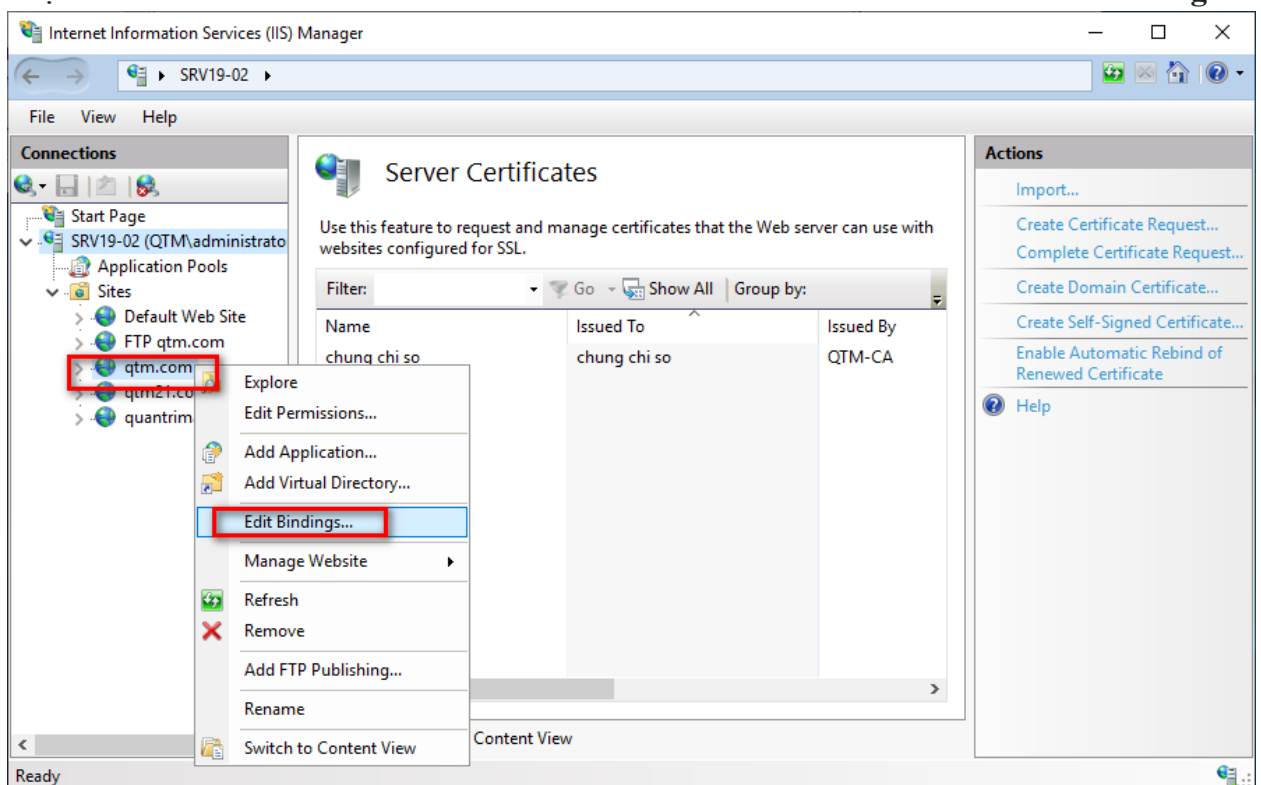 Internet Information Services (IIS) Manager
SRV19-02
File View Help
Connections
Start Page
SRV19-02 (QTM\administrato
Application Pools
Sites
Default Web Site
FTP qtm.com
qtm.com
qtm21.co
quantrim
Explore
Edit Permissions...
Add Application...
Add Virtual Directory...
Edit Bindings...
Manage Website
Refresh
Remove
Add FTP Publishing...
Rename
Switch to Content View
Server Certificates
Use this feature to request and manage certificates that the Web server can use with
websites configured for SSL.
Filter: Go Show All Group by:
Name Issued To Issued By
chung chi so chung chi so QTM-CA
Content View
Actions
Import...
Create Certificate Request...
Complete Certificate Request...
Create Domain Certificate...
Create Self-Signed Certificate...
Enable Automatic Rebind of
Renewed Certificate
Help
Ready